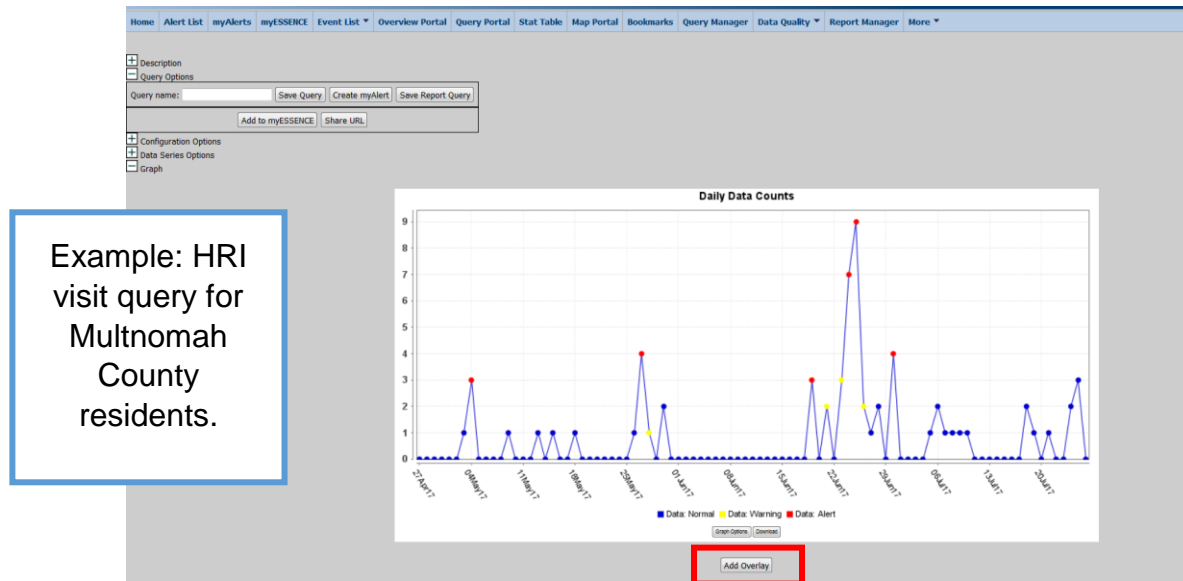 Home Alert List myAlerts myESSENCE Event List Overview Portal Query Portal Stat Table Map Portal Bookmarks Query Manager Data Quality Report Manager More
Description
Query Options
Query name: Save Query Create myAlert Save Report Query
Add to myESSENCE Share URL
Configuration Options
Data Series Options
Graph
Example: HRI
visit query for
Multnomah
County
residents.
Daily Data Counts
9
8
7
6
5
4
3
2
1
0
27Apr17 04May17 11May17 18May17 25May17 01Jun17 08Jun17 15Jun17 22Jun17 29Jun17 06Jul17 13Jul17 20Jul17
Data: Normal Data: Warning Data: Alert
Graph Options Download
Add Overlay